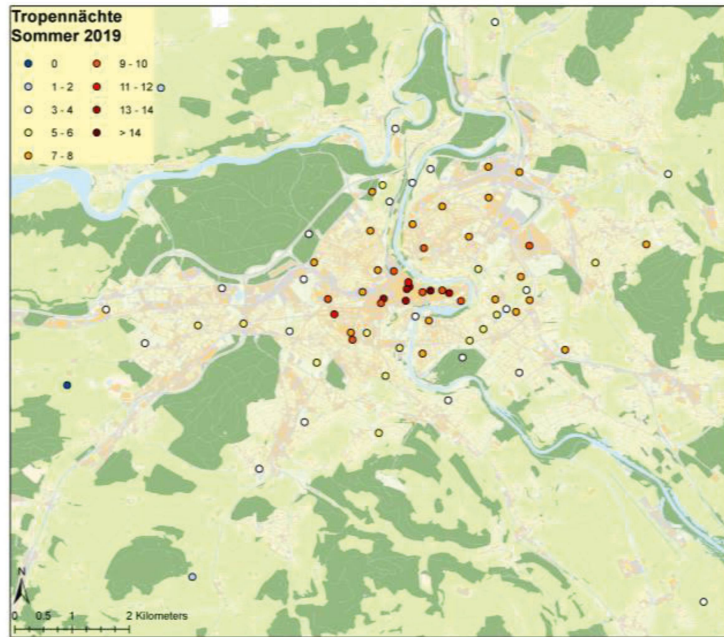 Tropennächte
Sommer 2019
0
1 - 2
3 - 4
5 - 6
7 - 8
9 - 10
11 - 12
13 - 14
> 14
N
0 0.5 1 2 Kilometers